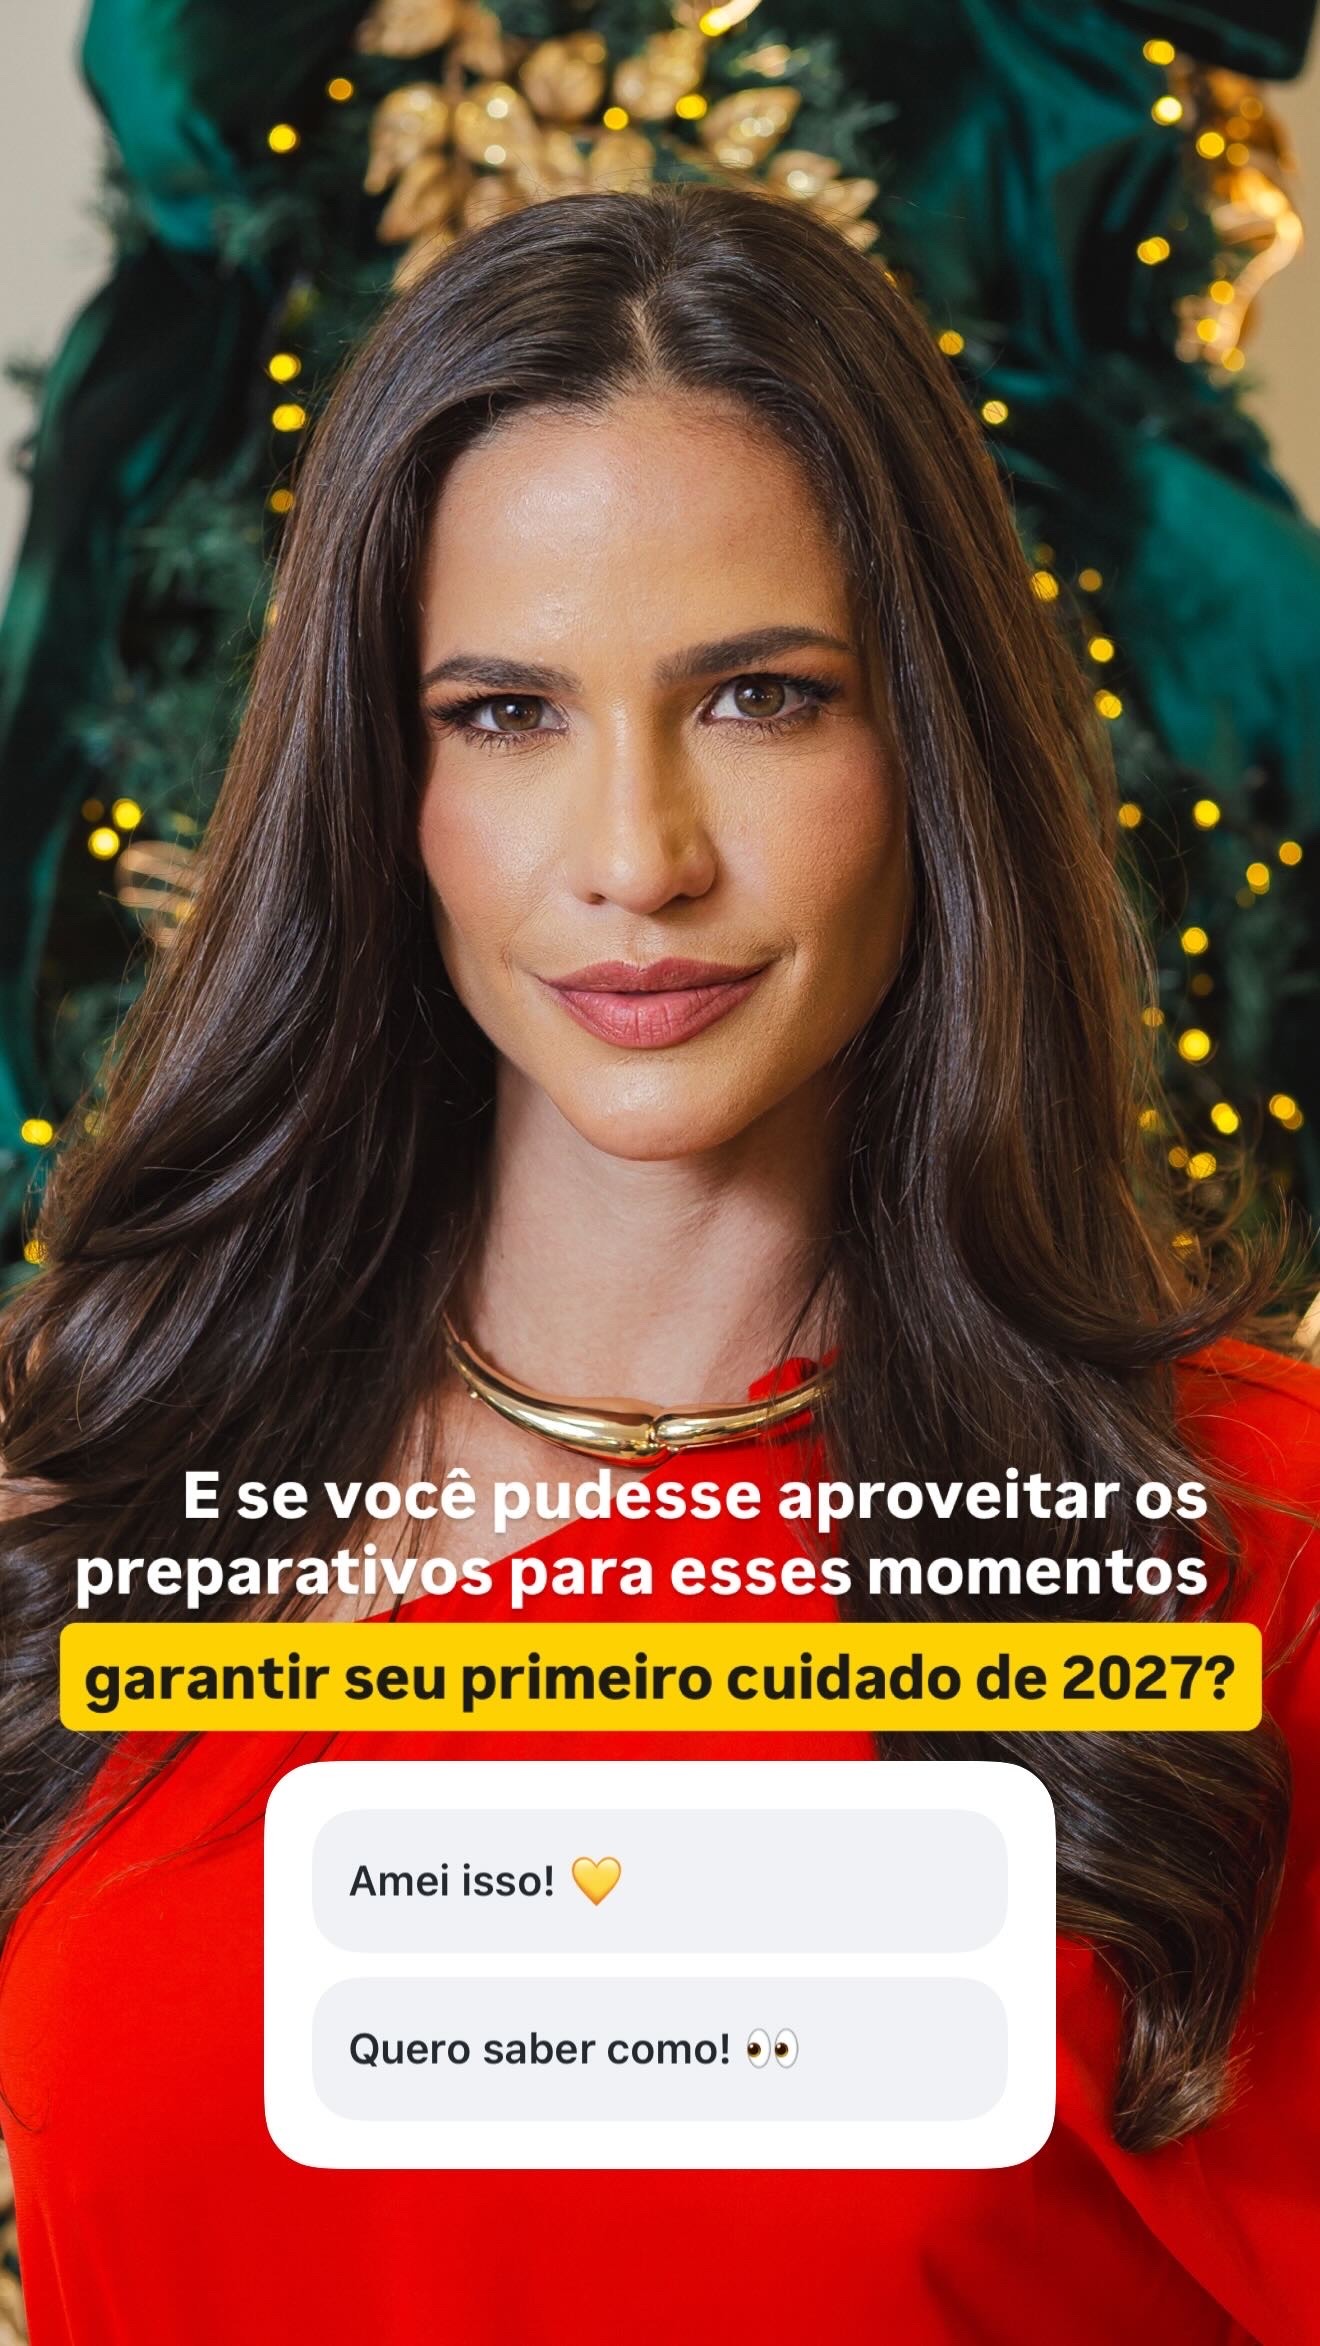 E se você pudesse aproveitar os
preparativos para esses momentos
garantir seu primeiro cuidado de 2027?
Amei isso! 💛
Quero saber como! 👀